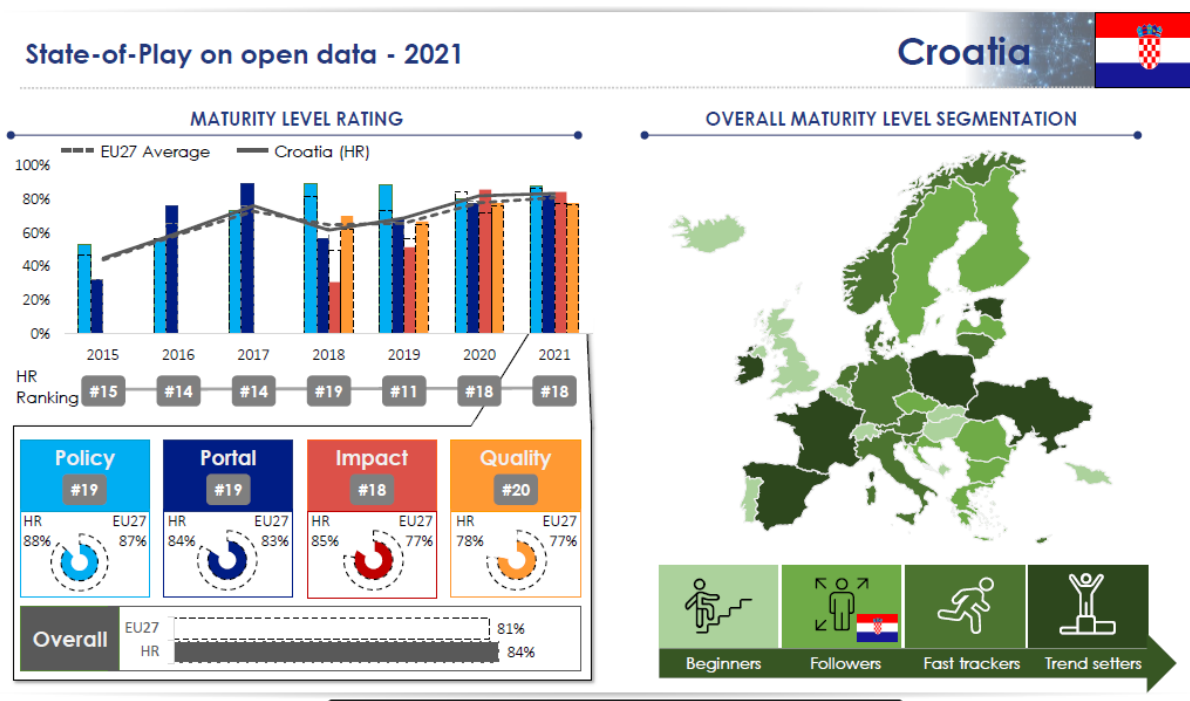 State-of-Play on open data - 2021
Croatia
MATURITY LEVEL RATING
EU27 Average
Croatia (HR)
100%
80%
60%
40%
20%
0%
2015 2016 2017 2018 2019 2020 2021
HR
Ranking
#15 #14 #14 #19 #11 #18 #18
Policy Portal Impact Quality
#19 #19 #18 #20
HR EU27 HR EU27 HR EU27 HR EU27
88% 87% 84% 83% 85% 77% 78% 77%
Overall
EU27 81%
HR 84%
OVERALL MATURITY LEVEL SEGMENTATION
Beginners Followers Fast trackers Trend setters